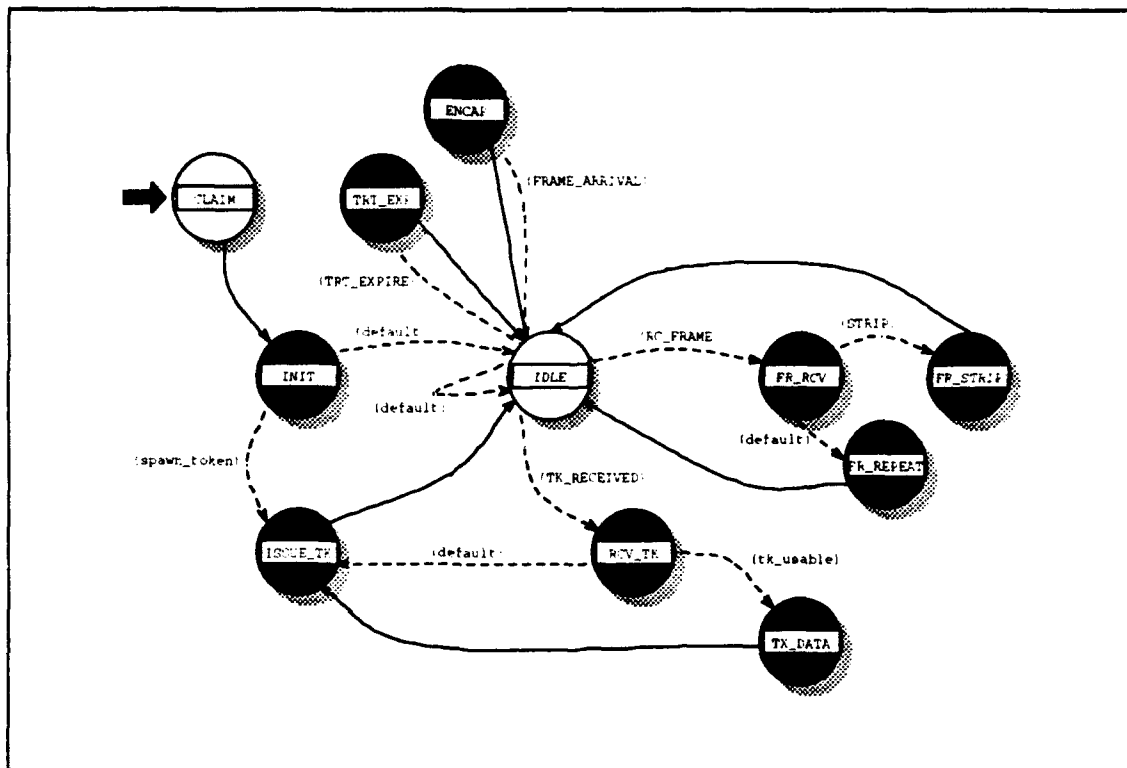 ENCAP
(FRAME_ARRIVAL)
CLAIM
TRT_EXP
(TRT_EXPIRE)
(default
(RC_FRAME
(STRIP)
INIT
IDLE
FR_RCV
FR_STRIP
(default)
(default)
FR_REPEAT
(spawn_token)
(TK_RECEIVED)
ISSUE_TK
(default)
RCV_TK
(tk_usable)
TX_DATA